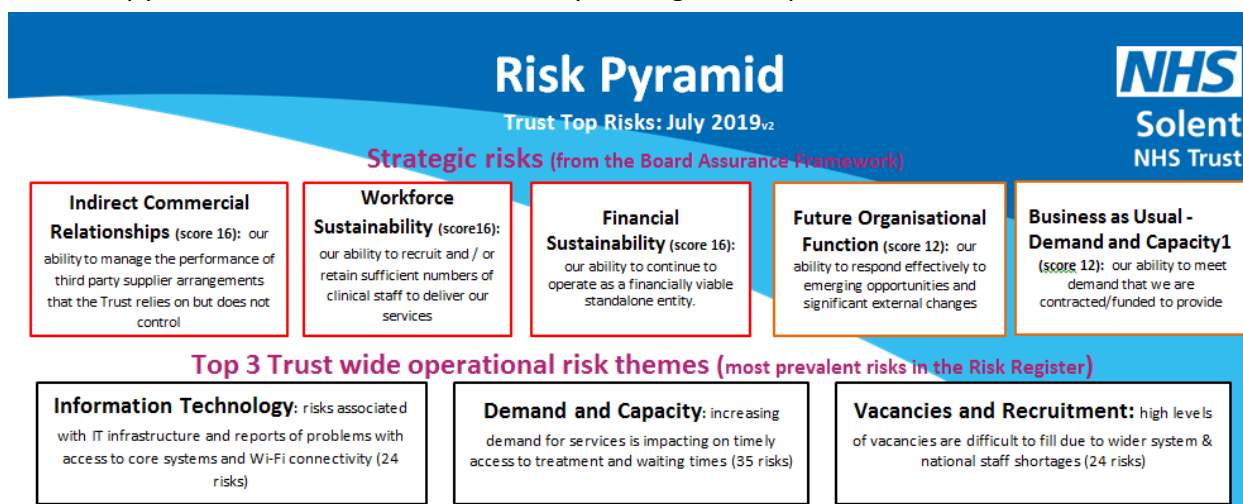 Risk Pyramid
Trust Top Risks: July 2019v2
NHS
Solent
NHS Trust
Strategic risks (from the Board Assurance Framework)
Indirect Commercial
Relationships (score 16): our
ability to manage the performance of
third party supplier arrangements
that the Trust relies on but does not
control
Workforce
Sustainability (score16):
our ability to recruit and / or
retain sufficient numbers of
clinical staff to deliver our
services
Financial
Sustainability (score 16):
our ability to continue to
operate as a financially viable
standalone entity.
Future Organisational
Function (score 12): our
ability to respond effectively to
emerging opportunities and
significant external changes
Business as Usual -
Demand and Capacity1
(score 12): our ability to meet
demand that we are
contracted/funded to provide
Top 3 Trust wide operational risk themes (most prevalent risks in the Risk Register)
Information Technology: risks associated
with IT infrastructure and reports of problems with
access to core systems and Wi-Fi connectivity (24
risks)
Demand and Capacity: increasing
demand for services is impacting on timely
access to treatment and waiting times (35 risks)
Vacancies and Recruitment: high levels
of vacancies are difficult to fill due to wider system &
national staff shortages (24 risks)